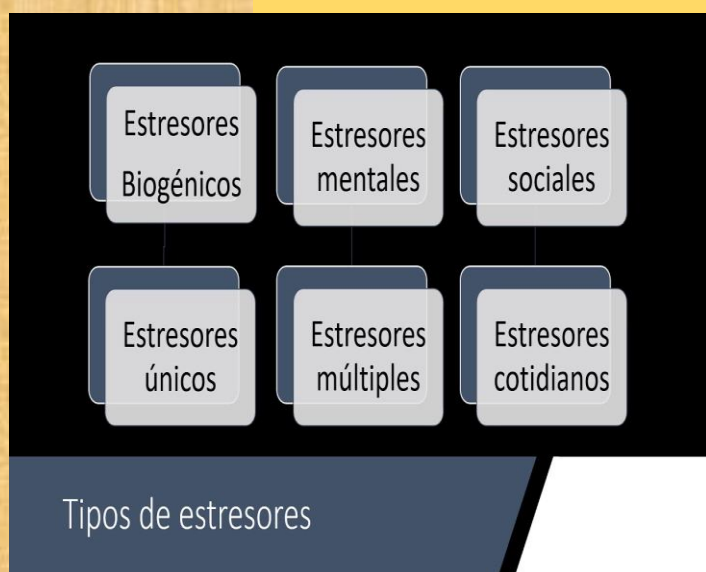 Estresores
Biogénicos
Estresores
mentales
Estresores
sociales
Estresores
únicos
Estresores
múltiples
Estresores
cotidianos
Tipos de estresores